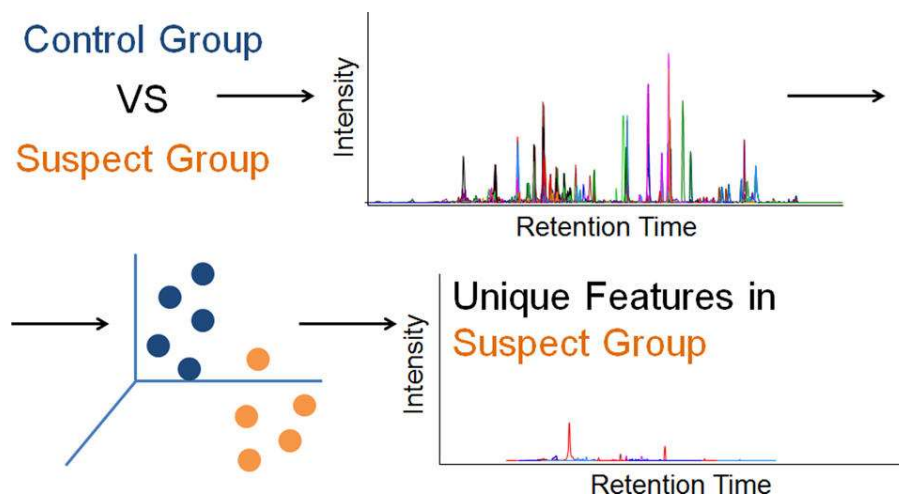 Control Group
VS
Suspect Group
Intensity
Retention Time
Unique Features in
Suspect Group
Intensity
Retention Time